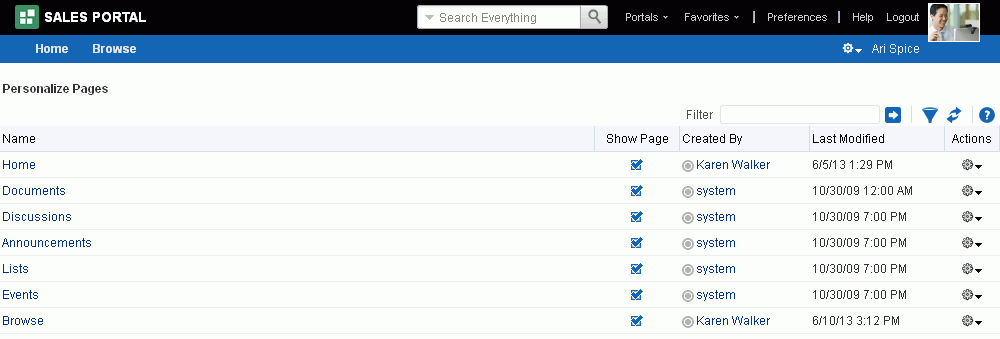 SALES PORTAL Search Everything Portals Favorites | Preferences | Help Logout
Home Browse Ari Spice
Personalize Pages
Filter
Name Show Page Created By Last Modified Actions
Home Karen Walker 6/5/13 1:29 PM
Documents system 10/30/09 12:00 AM
Discussions system 10/30/09 7:00 PM
Announcements system 10/30/09 7:00 PM
Lists system 10/30/09 7:00 PM
Events system 10/30/09 7:00 PM
Browse Karen Walker 6/10/13 3:12 PM